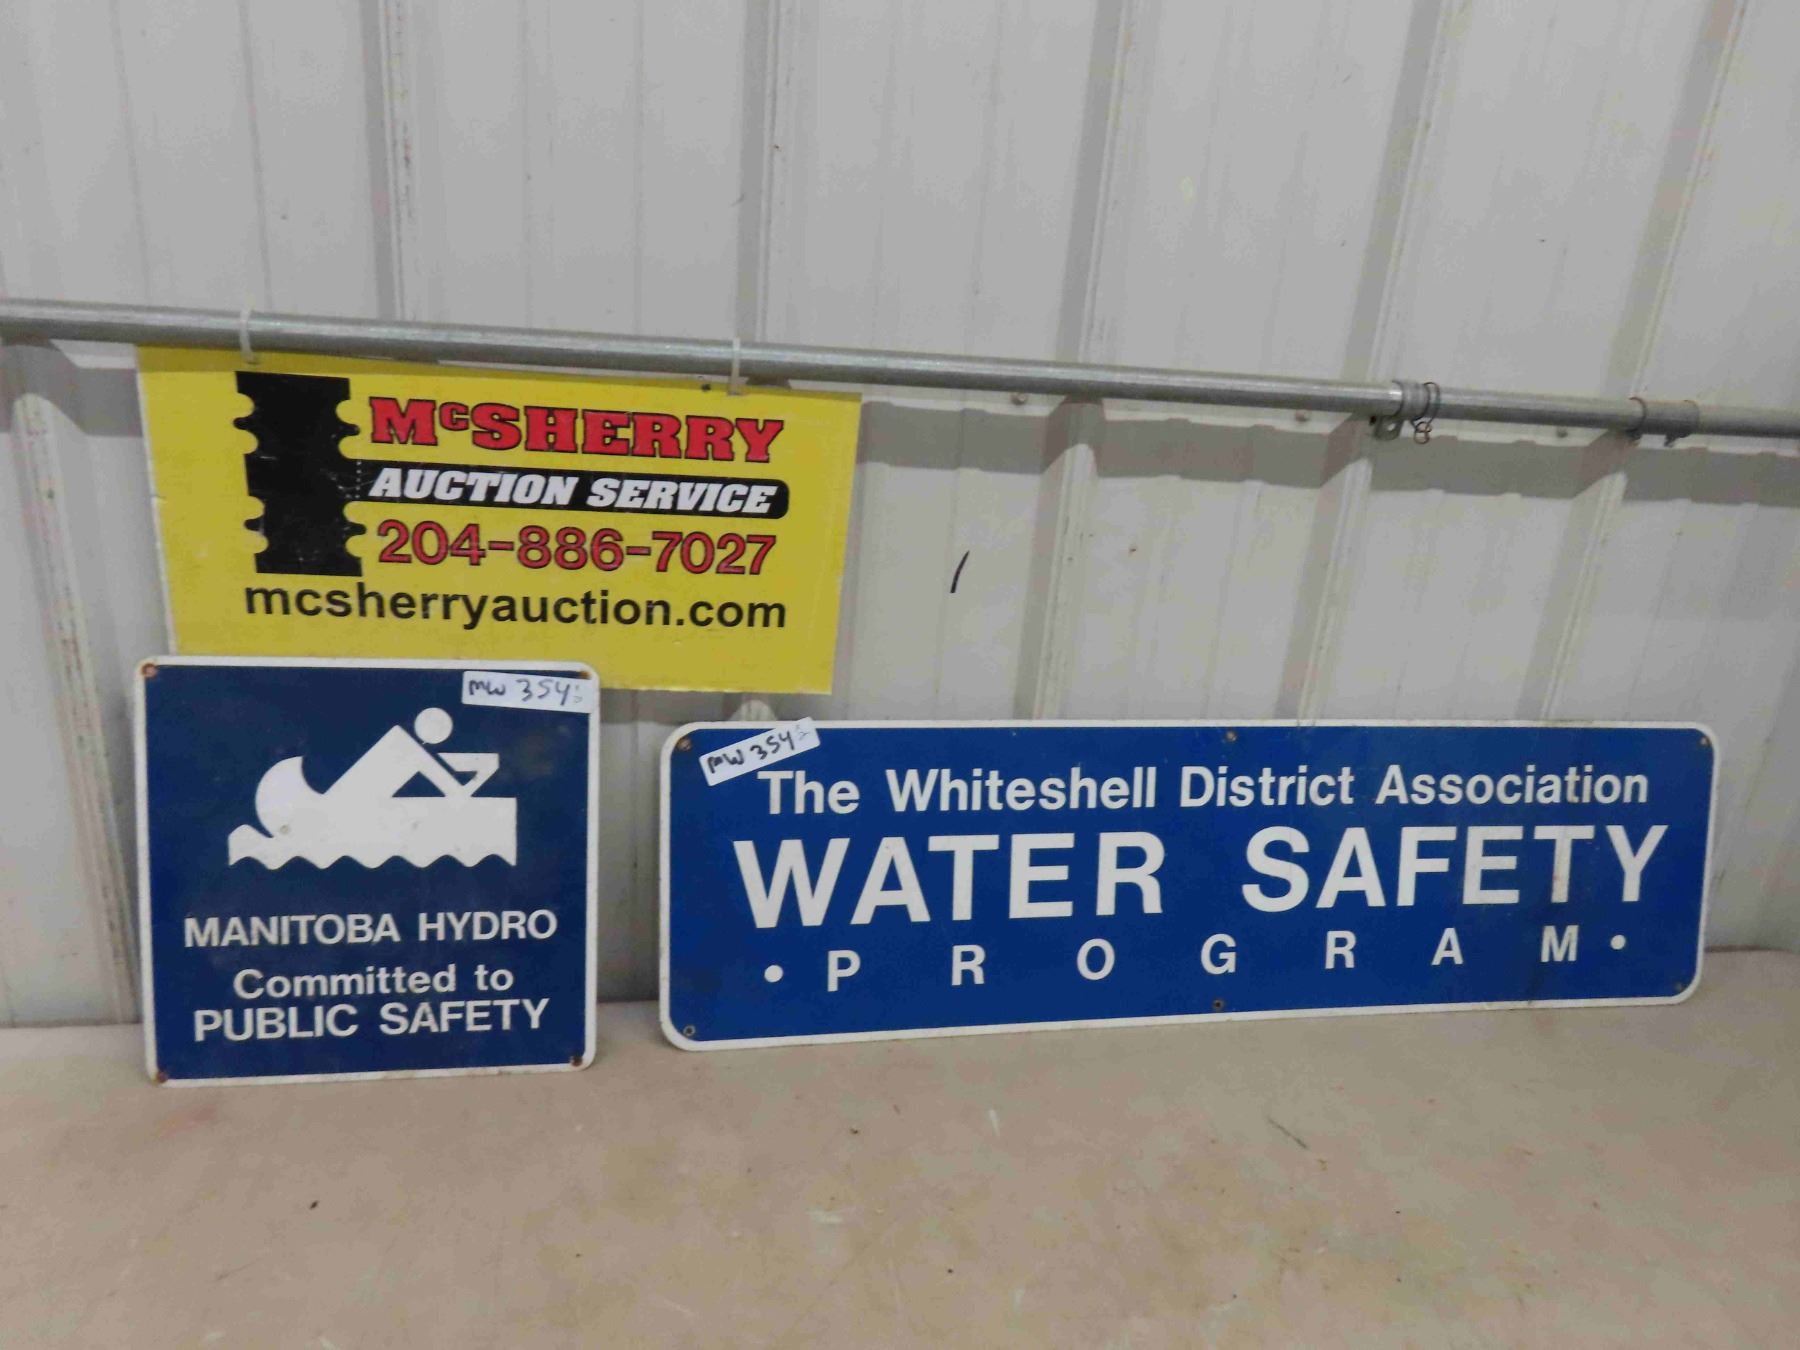 McSHERRY
AUCTION SERVICE
204-886-7027
mcsherryauction.com
MW 354
MANITOBA HYDRO
Committed to
PUBLIC SAFETY
MW 354
The Whiteshell District Association
WATER SAFETY
• PROGRAM •